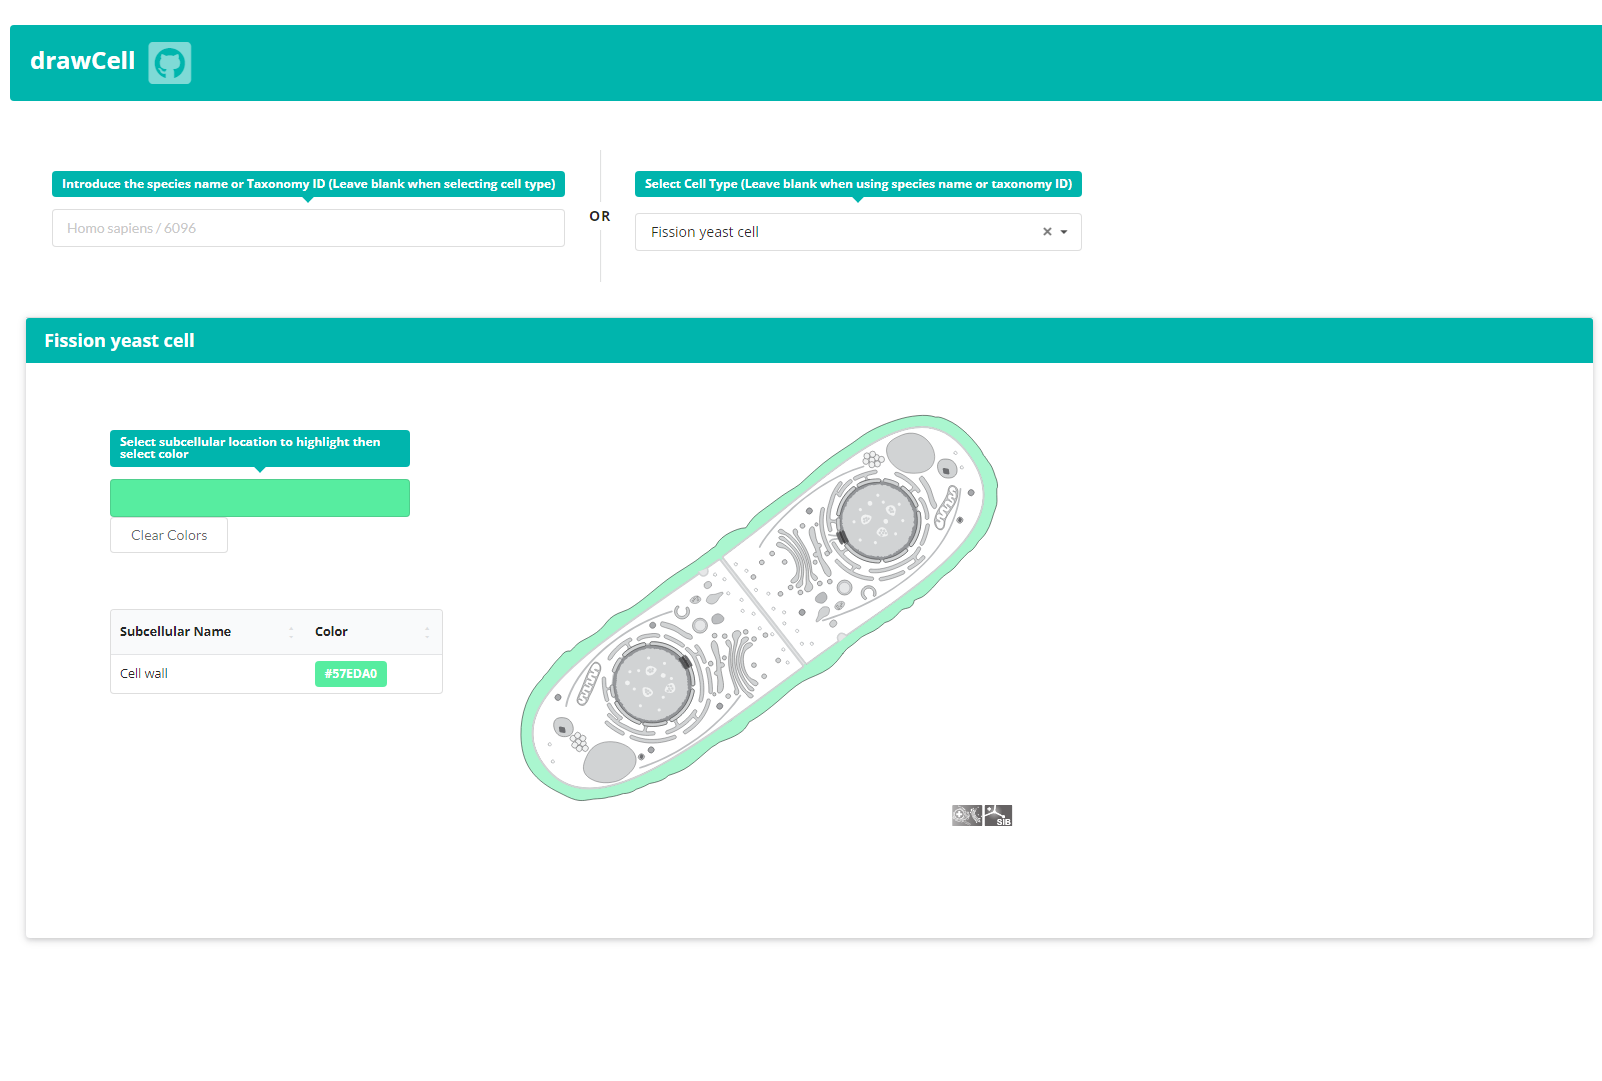 drawCell
Introduce the species name or Taxonomy ID (Leave blank when selecting cell type)
Homo sapiens / 6096
OR
Select Cell Type (Leave blank when using species name or taxonomy ID)
Fission yeast cell
Fission yeast cell
Select subcellular location to highlight then
select color
Clear Colors
Subcellular Name Color
Cell wall #57EDA0
SIB